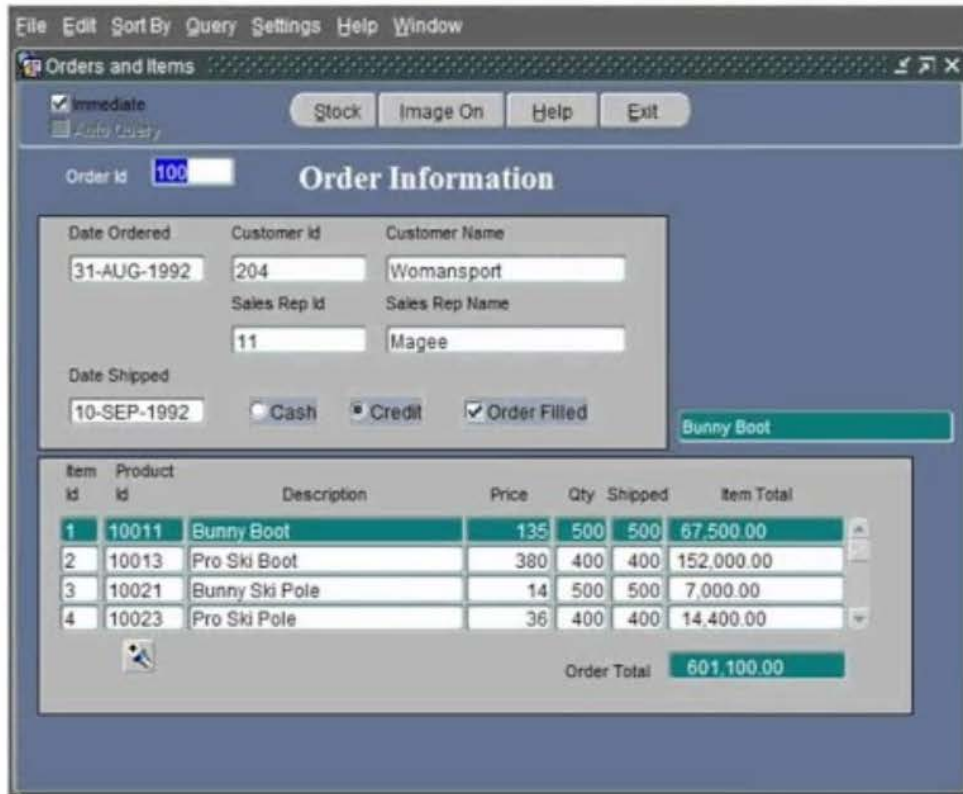 File Edit Sort By Query Settings Help Window
Orders and Items
Immediate
Auto Query
Stock Image On Help Exit
Order Id 100 Order Information
Date Ordered Customer Id Customer Name
31-AUG-1992 204 Womansport
Sales Rep Id Sales Rep Name
11 Magee
Date Shipped
10-SEP-1992 Cash Credit Order Filled
Bunny Boot
Item Product
Id Id Description Price Qty Shipped Item Total
1 10011 Bunny Boot 135 500 500 67,500.00
2 10013 Pro Ski Boot 380 400 400 152,000.00
3 10021 Bunny Ski Pole 14 500 500 7,000.00
4 10023 Pro Ski Pole 36 400 400 14,400.00
Order Total 601,100.00